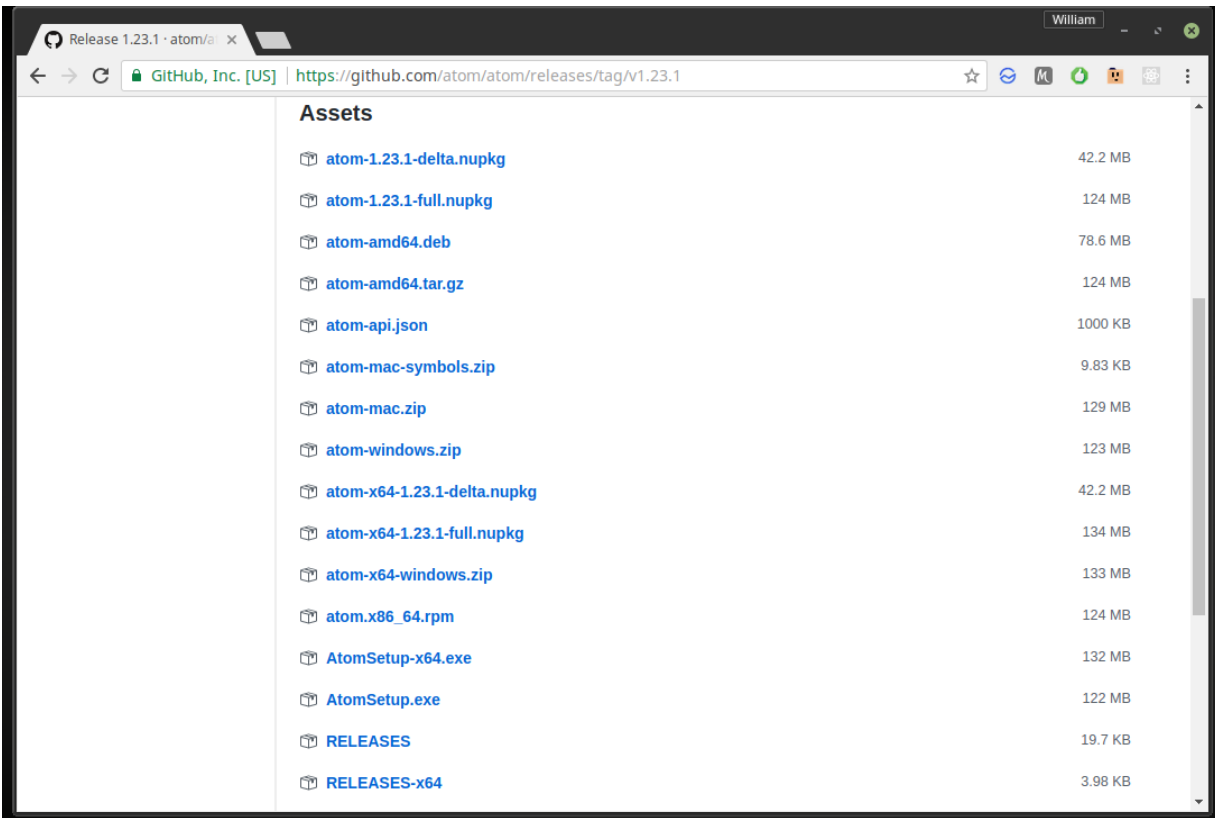 William
Release 1.23.1 · atom/a
GitHub, Inc. [US] https://github.com/atom/atom/releases/tag/v1.23.1
Assets
atom-1.23.1-delta.nupkg 42.2 MB
atom-1.23.1-full.nupkg 124 MB
atom-amd64.deb 78.6 MB
atom-amd64.tar.gz 124 MB
atom-api.json 1000 KB
atom-mac-symbols.zip 9.83 KB
atom-mac.zip 129 MB
atom-windows.zip 123 MB
atom-x64-1.23.1-delta.nupkg 42.2 MB
atom-x64-1.23.1-full.nupkg 134 MB
atom-x64-windows.zip 133 MB
atom.x86_64.rpm 124 MB
AtomSetup-x64.exe 132 MB
AtomSetup.exe 122 MB
RELEASES 19.7 KB
RELEASES-x64 3.98 KB